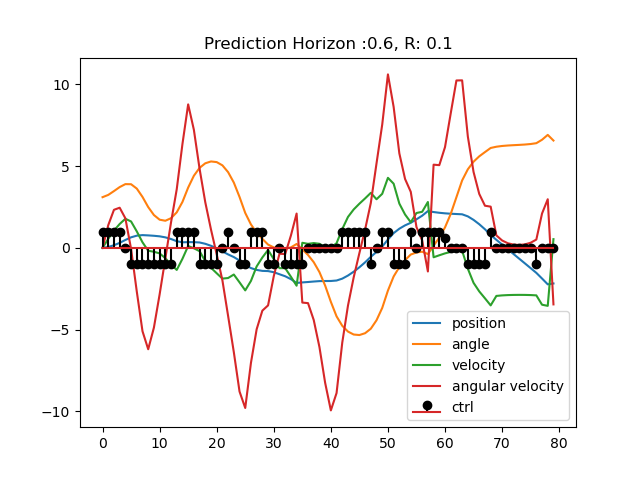 Prediction Horizon :0.6, R: 0.1
10
5
0
−5
−10
position
angle
velocity
angular velocity
ctrl
0 10 20 30 40 50 60 70 80